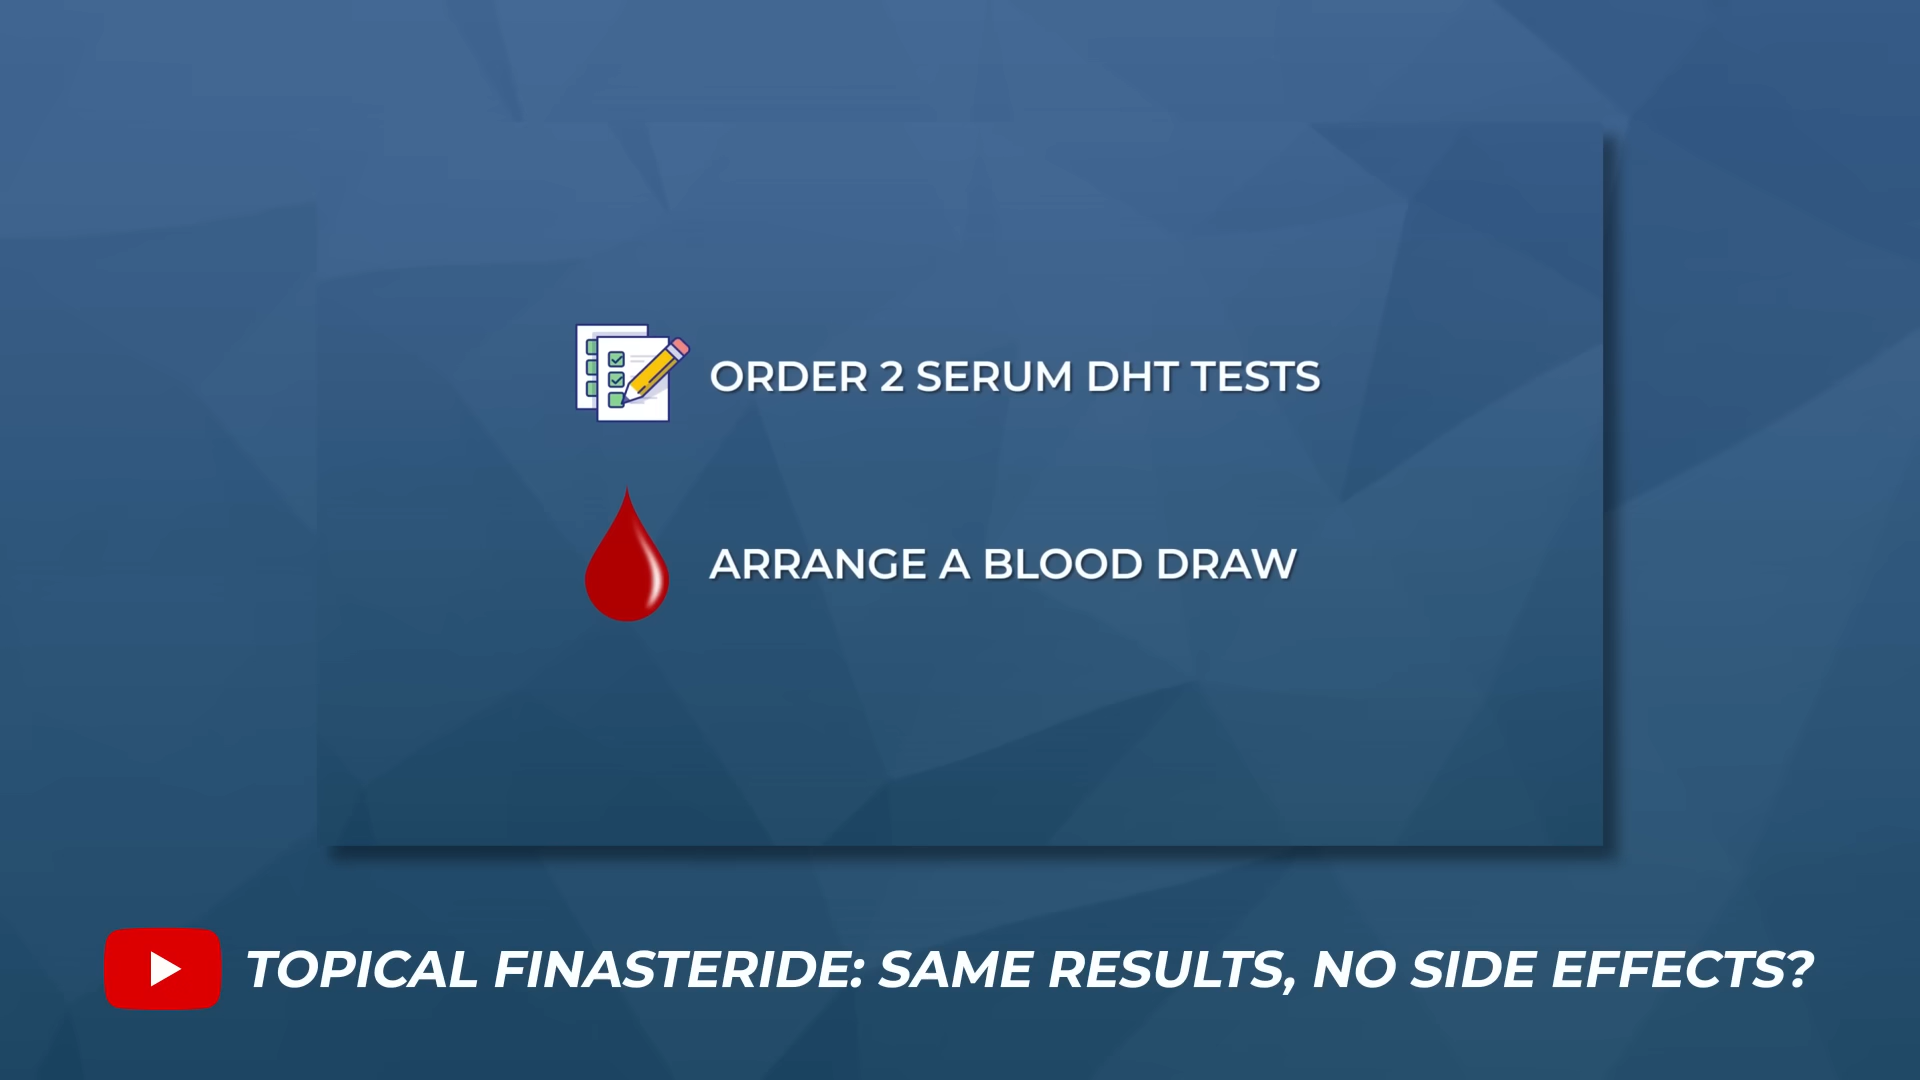 ORDER 2 SERUM DHT TESTS
ARRANGE A BLOOD DRAW
TOPICAL FINASTERIDE: SAME RESULTS, NO SIDE EFFECTS?